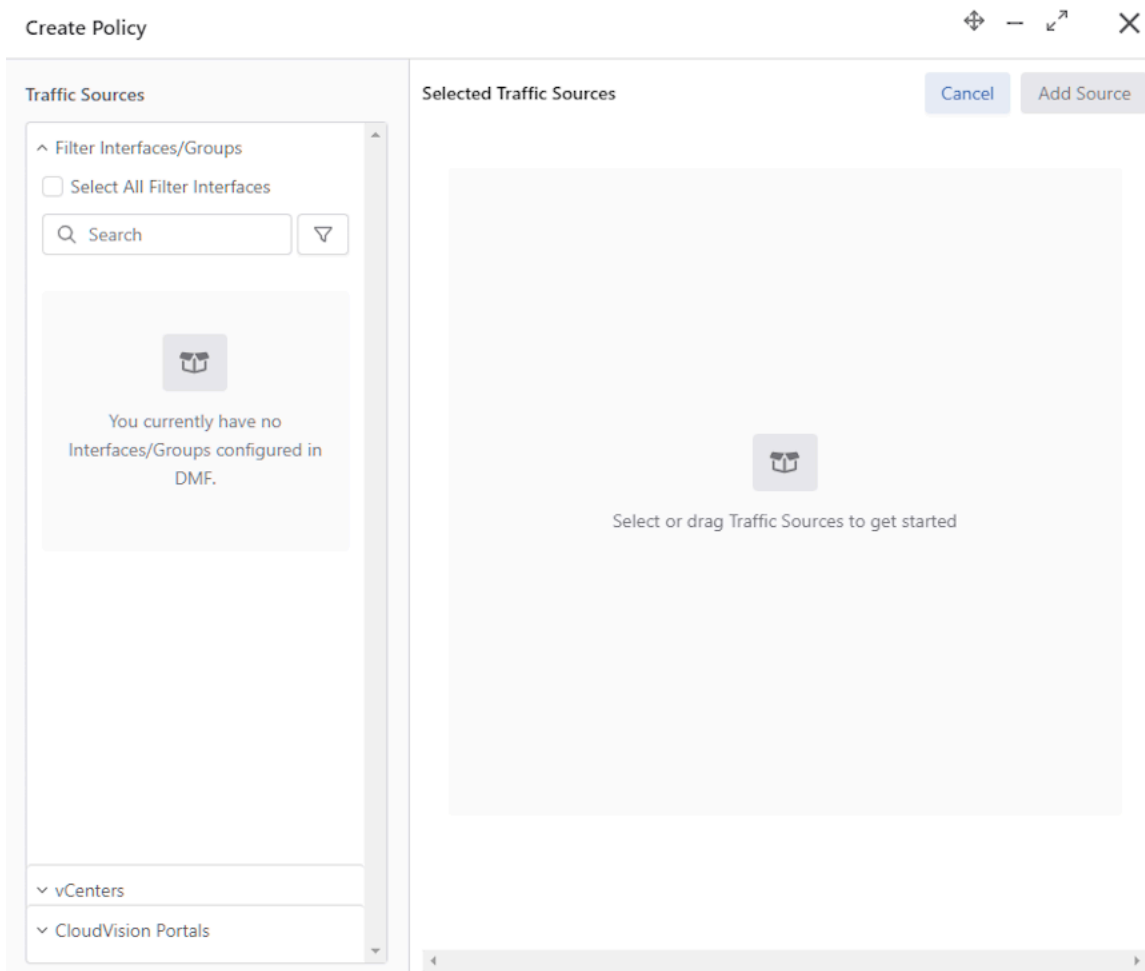 Create Policy
Traffic Sources
Filter Interfaces/Groups
Select All Filter Interfaces
Search
You currently have no
Interfaces/Groups configured in
DMF.
vCenters
CloudVision Portals
Selected Traffic Sources
Cancel
Add Source
Select or drag Traffic Sources to get started